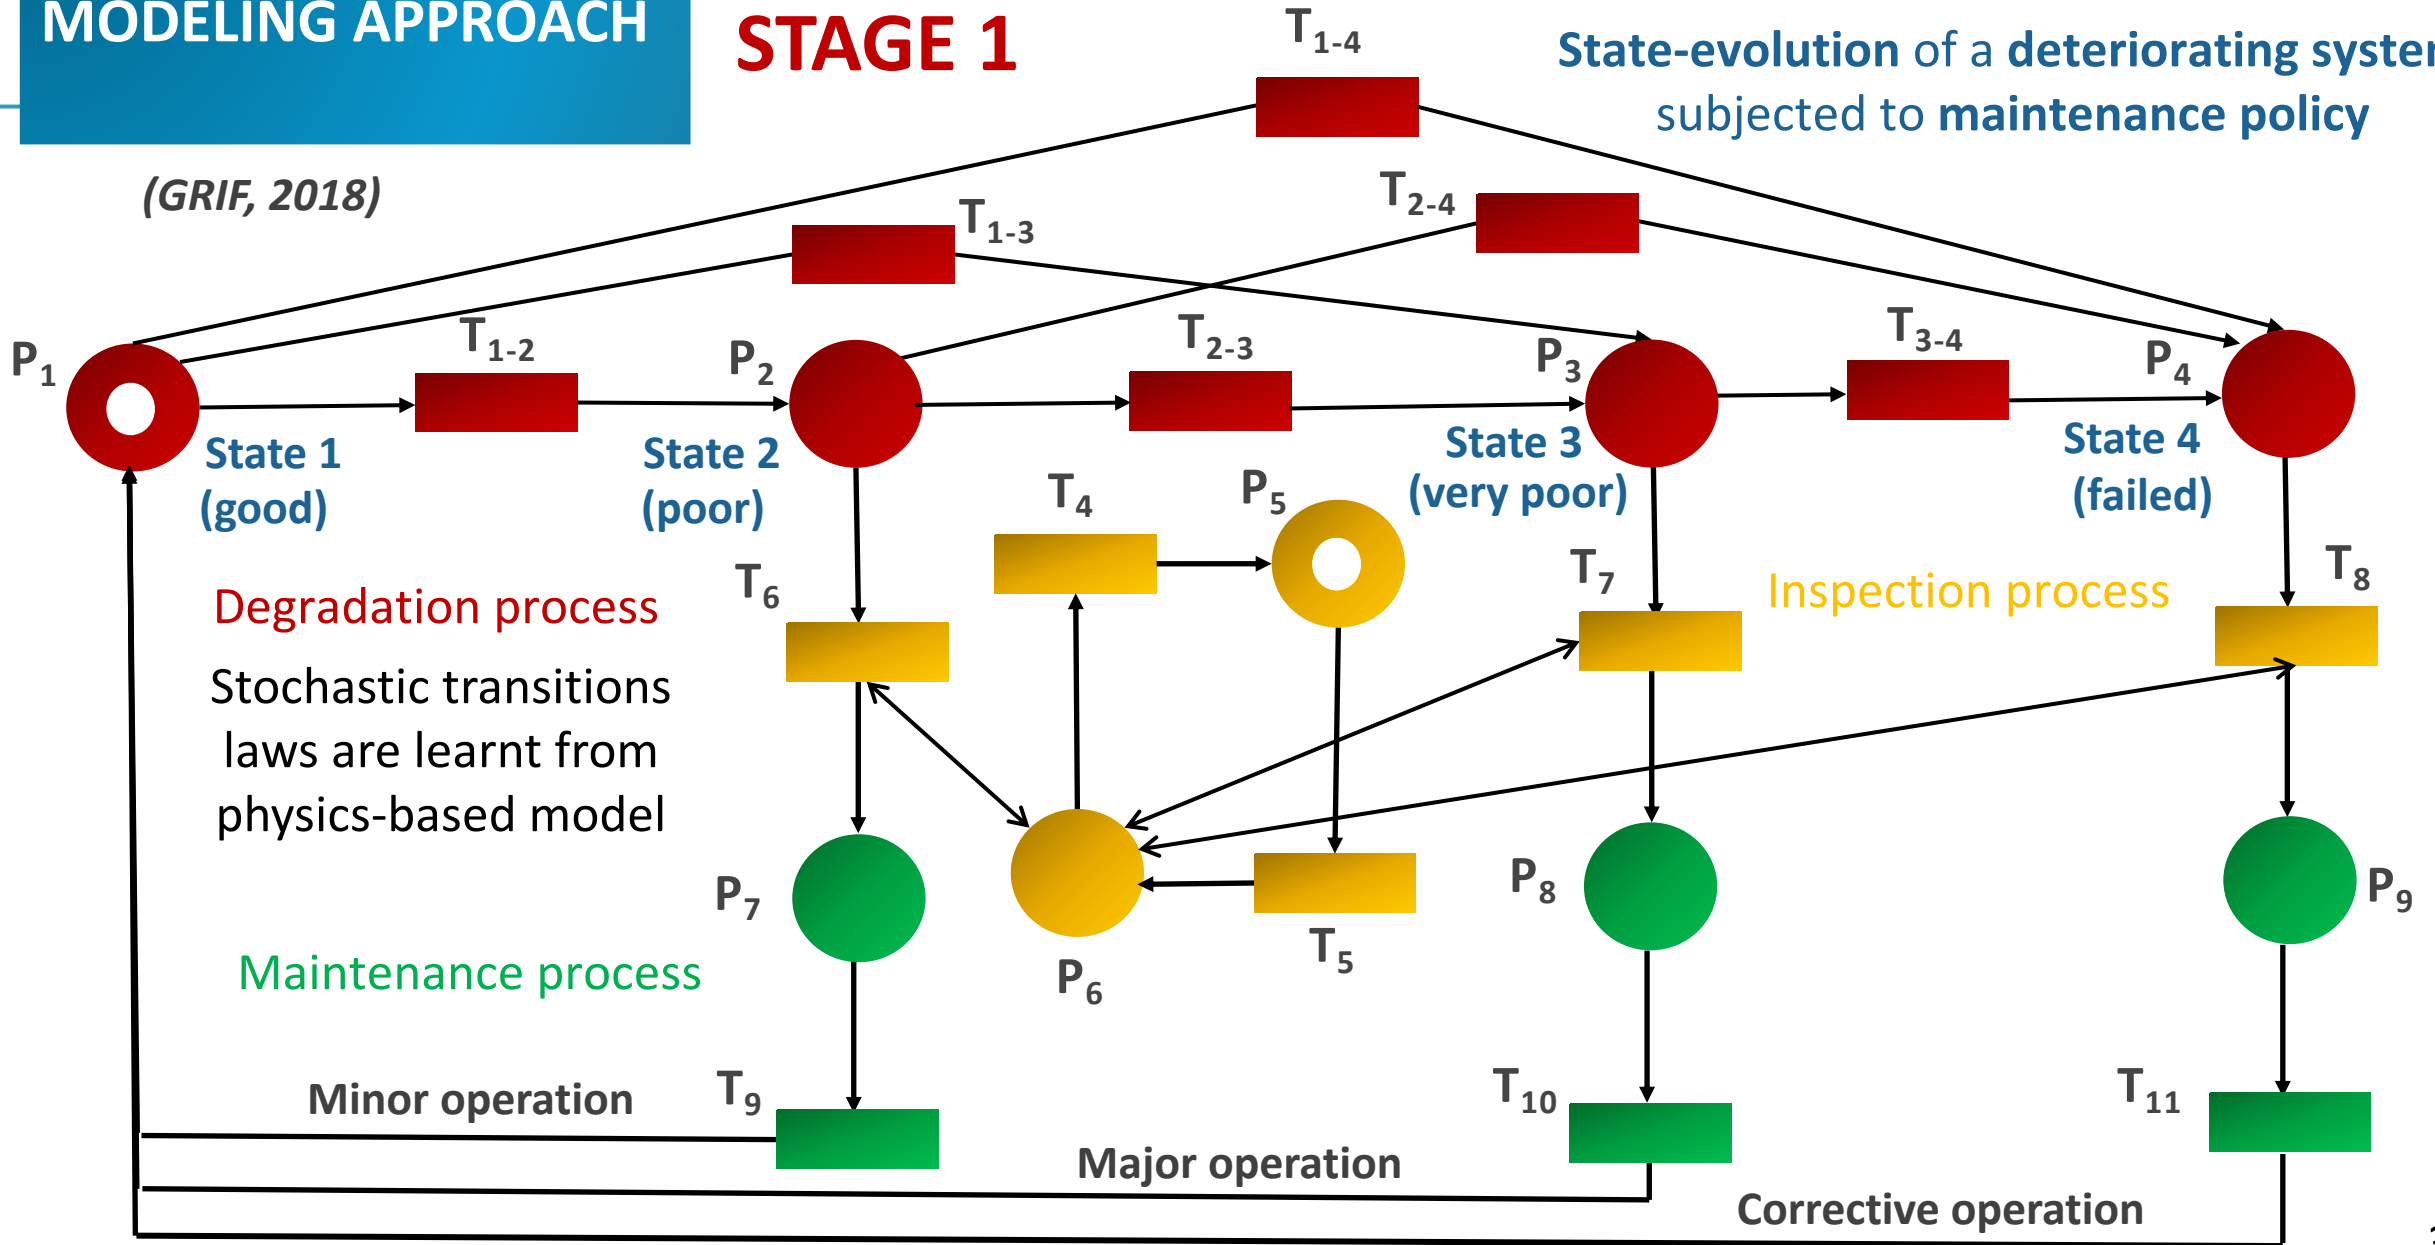 MODELING APPROACH
STAGE 1
T1-4
State-evolution of a deteriorating system
subjected to maintenance policy
(GRIF, 2018)
T1-3
T2-4
P1
T1-2
P2
T2-3
P3
T3-4
P4
State 1
(good)
State 2
(poor)
State 3
(very poor)
State 4
(failed)
T4
P5
T6
T7
T8
Degradation process
Inspection process
Stochastic transitions
laws are learnt from
physics-based model
P7
P8
P9
T5
P6
Maintenance process
Minor operation
T9
T10
T11
Major operation
Corrective operation